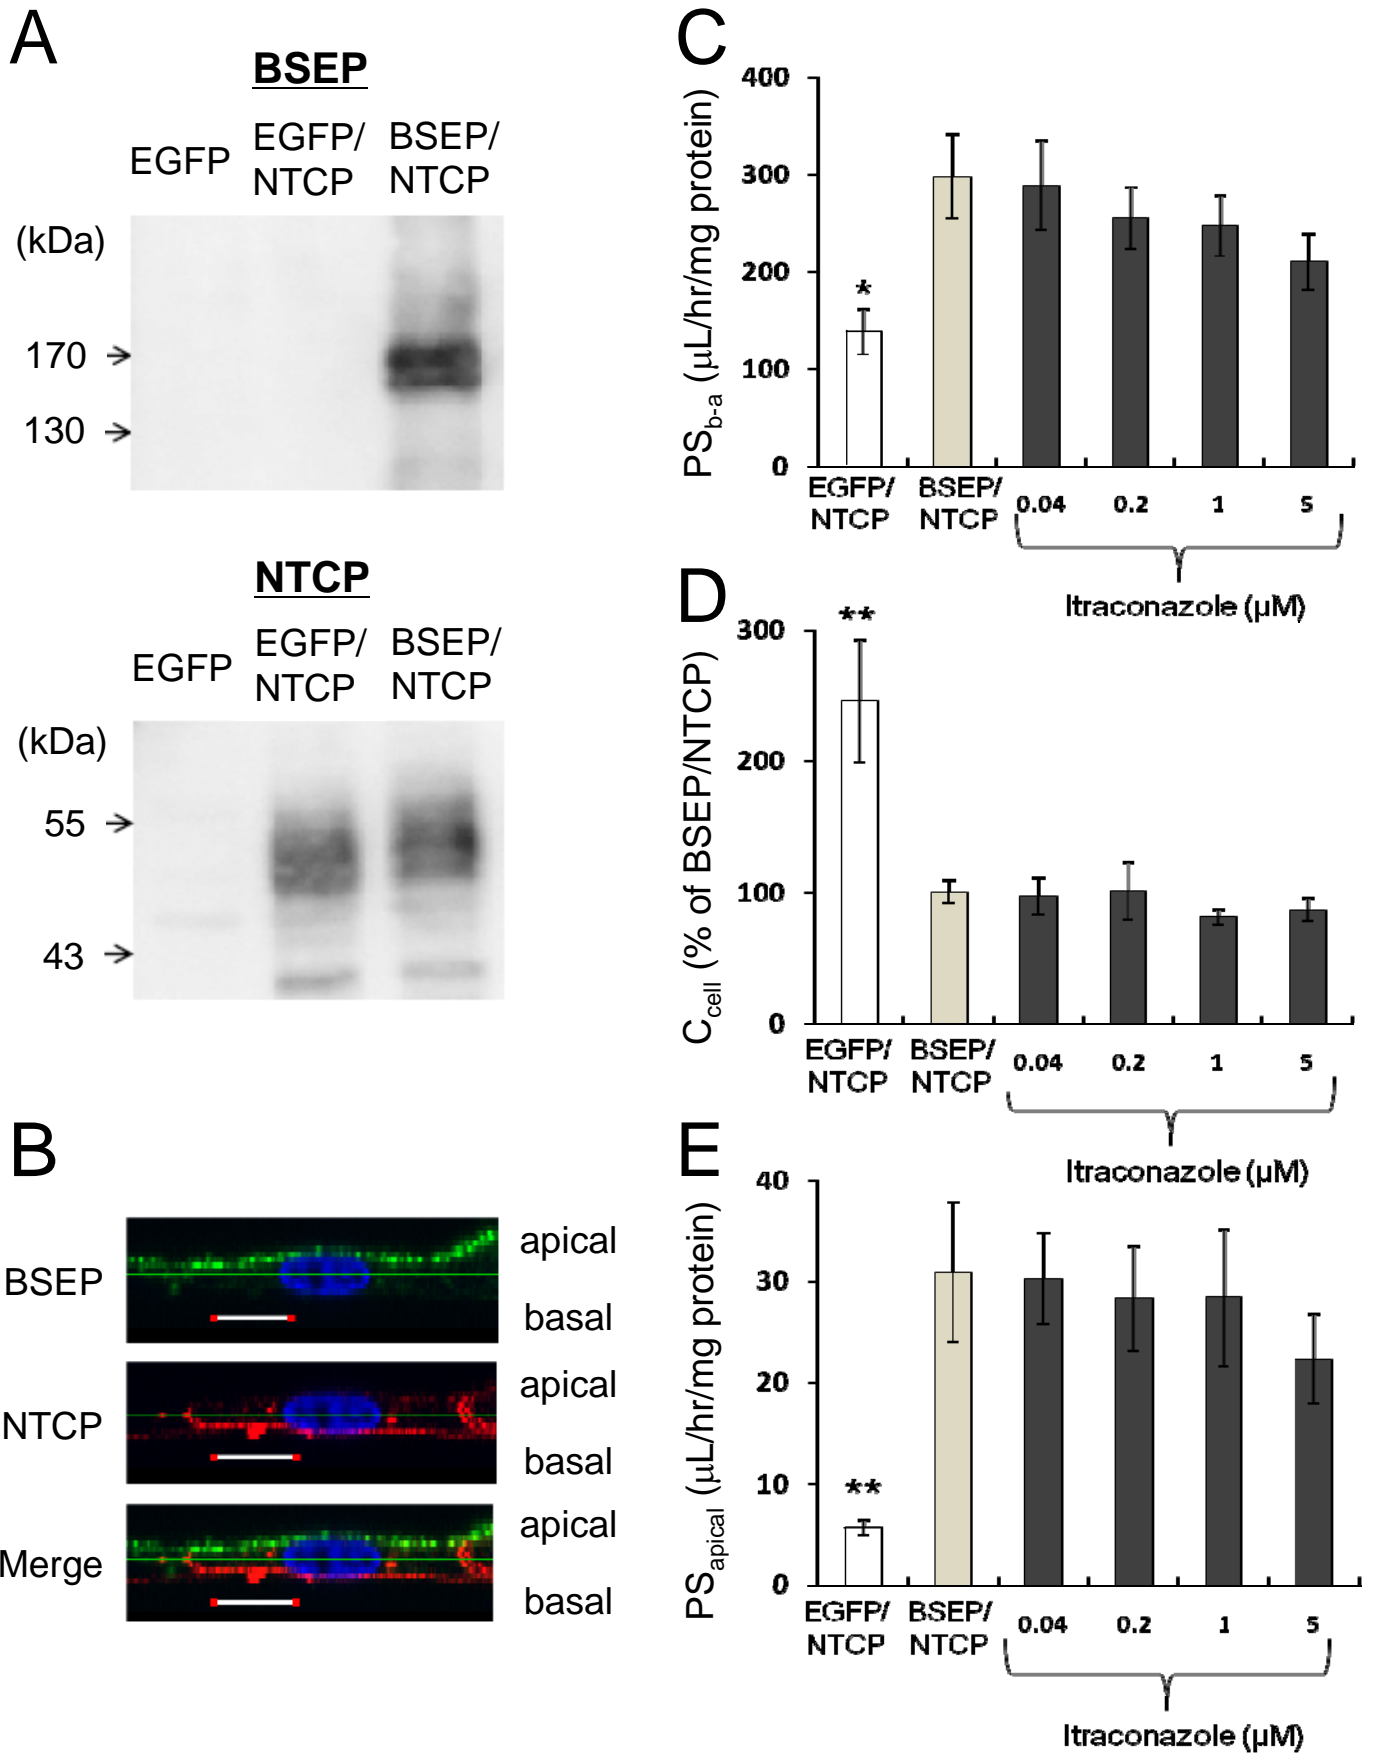 A
BSEP
EGFP
EGFP/
NTCP
BSEP/
NTCP
(kDa)
170
130
NTCP
EGFP
EGFP/
NTCP
BSEP/
NTCP
(kDa)
55
43
B
BSEP
apical
basal
NTCP
apical
basal
Merge
apical
basal
C
PSb-a (μL/hr/mg protein)
400
300
200
100
0
*
EGFP/
NTCP
BSEP/
NTCP
0.04 0.2 1 5
Itraconazole (μM)
D
Ccell (% of BSEP/NTCP)
300
200
100
0
**
EGFP/
NTCP
BSEP/
NTCP
0.04 0.2 1 5
Itraconazole (μM)
E
PSapical (μL/hr/mg protein)
40
30
20
10
0
**
EGFP/
NTCP
BSEP/
NTCP
0.04 0.2 1 5
Itraconazole (μM)